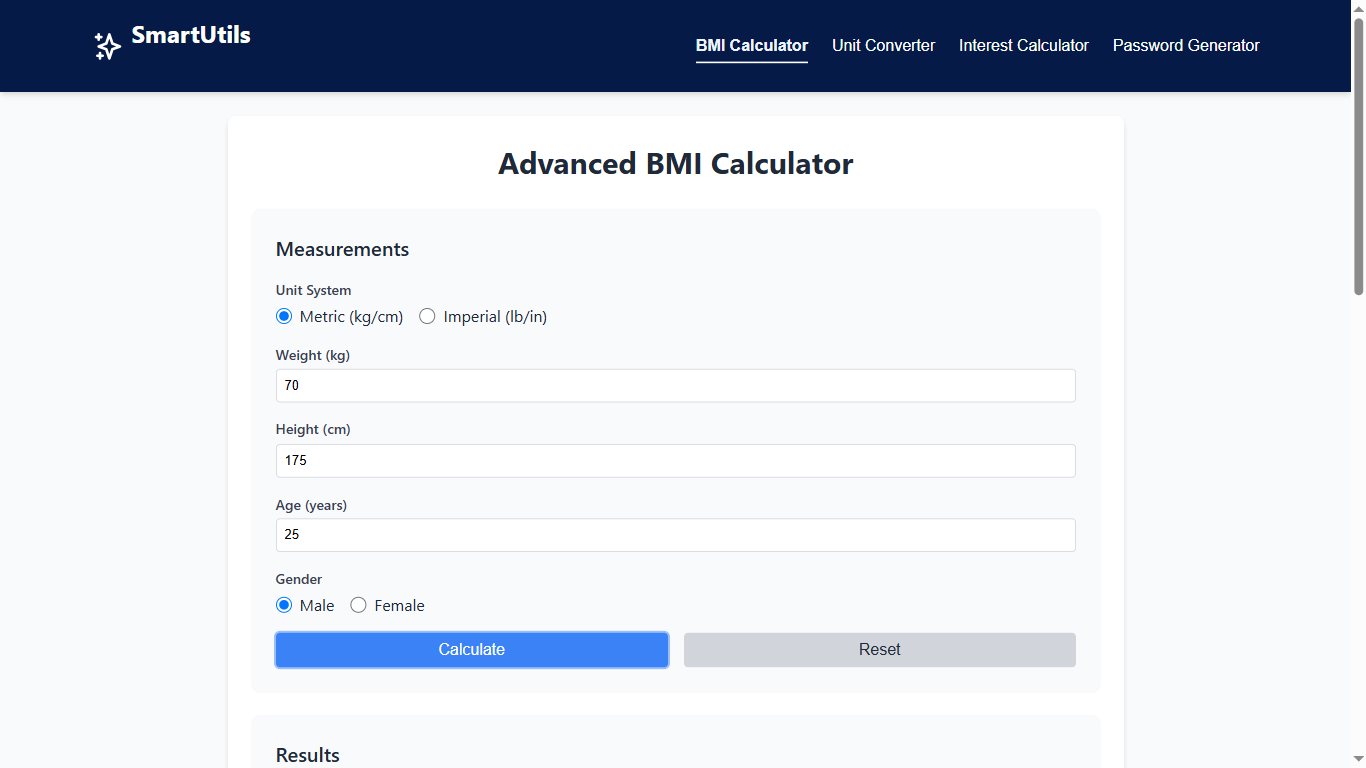 SmartUtils
BMI Calculator Unit Converter Interest Calculator Password Generator
Advanced BMI Calculator
Measurements
Unit System
Metric (kg/cm) Imperial (lb/in)
Weight (kg)
70
Height (cm)
175
Age (years)
25
Gender
Male Female
Calculate Reset
Results